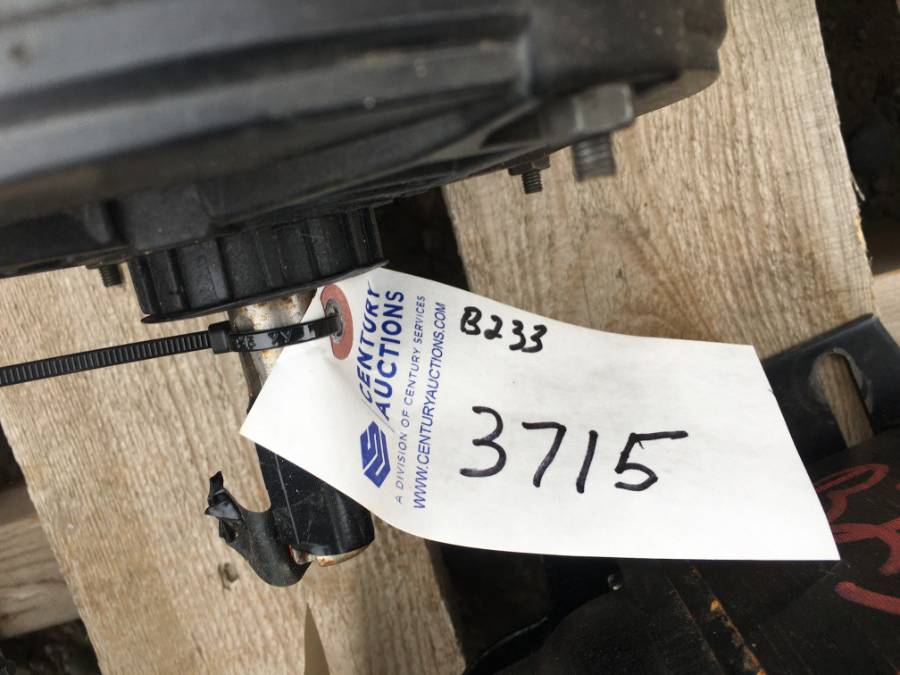 CENTURY
AUCTIONS
A DIVISION OF CENTURY SERVICES
WWW.CENTURYAUCTIONS.COM
B233
3715